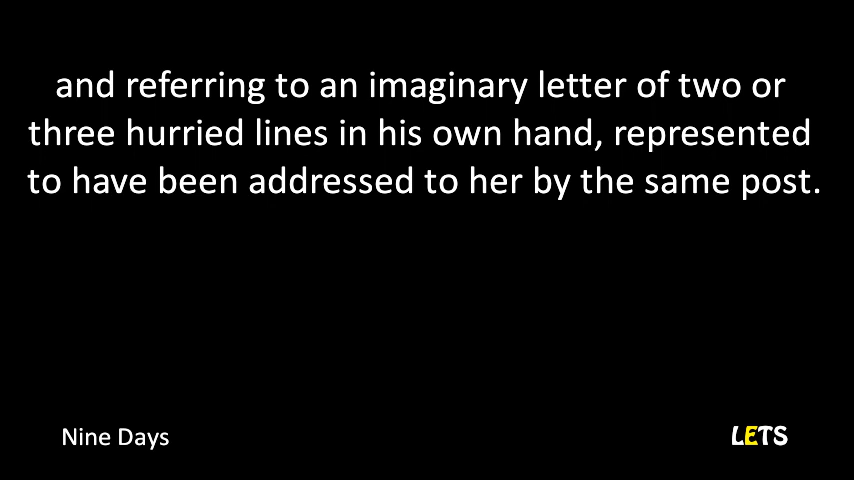 and referring to an imaginary letter of two or
three hurried lines in his own hand, represented
to have been addressed to her by the same post.
Nine Days
LETS